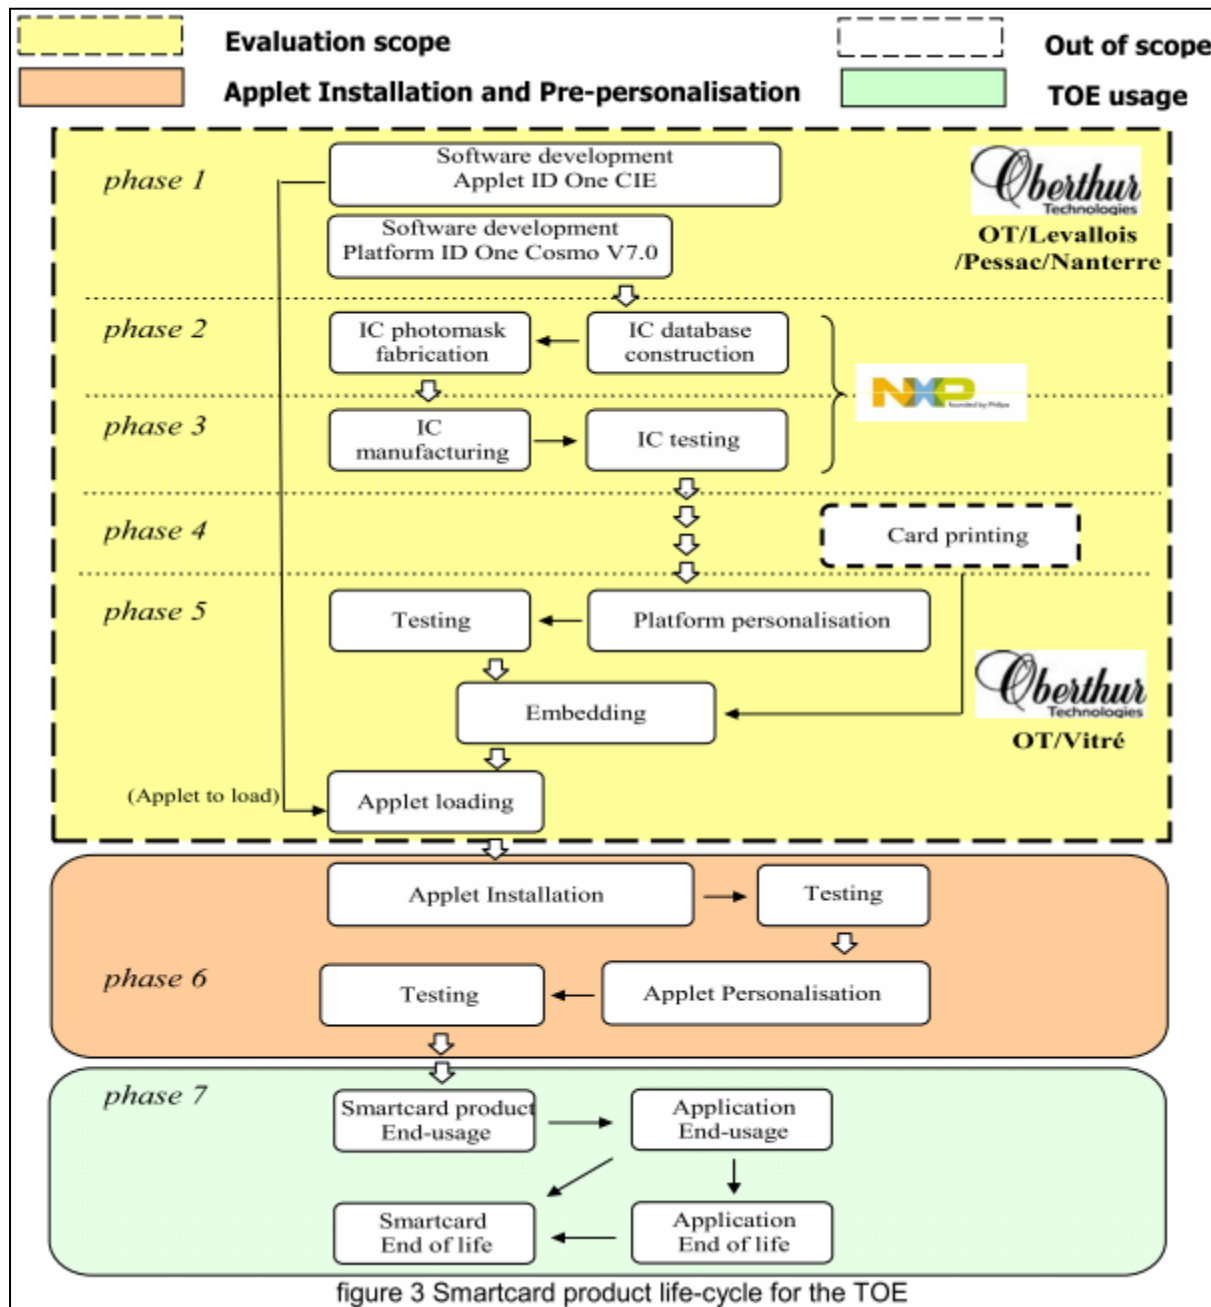 Evaluation scope
Out of scope
Applet Installation and Pre-personalisation
TOE usage
phase 1
Software development
Applet ID One CIE
Software development
Platform ID One Cosmo V7.0
Oberthur
Technologies
OT/Levallois
/Pessac/Nanterre
phase 2
IC photomask
fabrication
IC database
construction
NXP
founded by Philips
phase 3
IC
manufacturing
IC testing
phase 4
Card printing
phase 5
Testing
Platform personalisation
Embedding
Oberthur
Technologies
OT/Vitré
(Applet to load)
Applet loading
Applet Installation
Testing
phase 6
Testing
Applet Personalisation
phase 7
Smartcard product
End-usage
Application
End-usage
Smartcard
End of life
Application
End of life
figure 3 Smartcard product life-cycle for the TOE